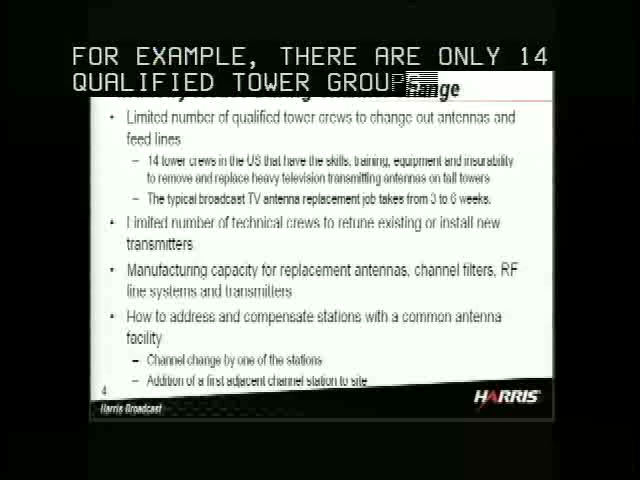 FOR EXAMPLE, THERE ARE ONLY 14
QUALIFIED TOWER GROUPS
Change
• Limited number of qualified tower crews to change out antennas and
feed lines
– 14 tower crews in the US that have the skills, training, equipment and insurability
to remove and replace heavy television transmitting antennas on tall towers
– The typical broadcast TV antenna replacement job takes from 3 to 6 weeks.
• Limited number of technical crews to retune existing or install new
transmitters
• Manufacturing capacity for replacement antennas, channel filters, RF
line systems and transmitters
• How to address and compensate stations with a common antenna
facility
– Channel change by one of the stations
– Addition of a first adjacent channel station to site
4
Harris Broadcast
HARRIS